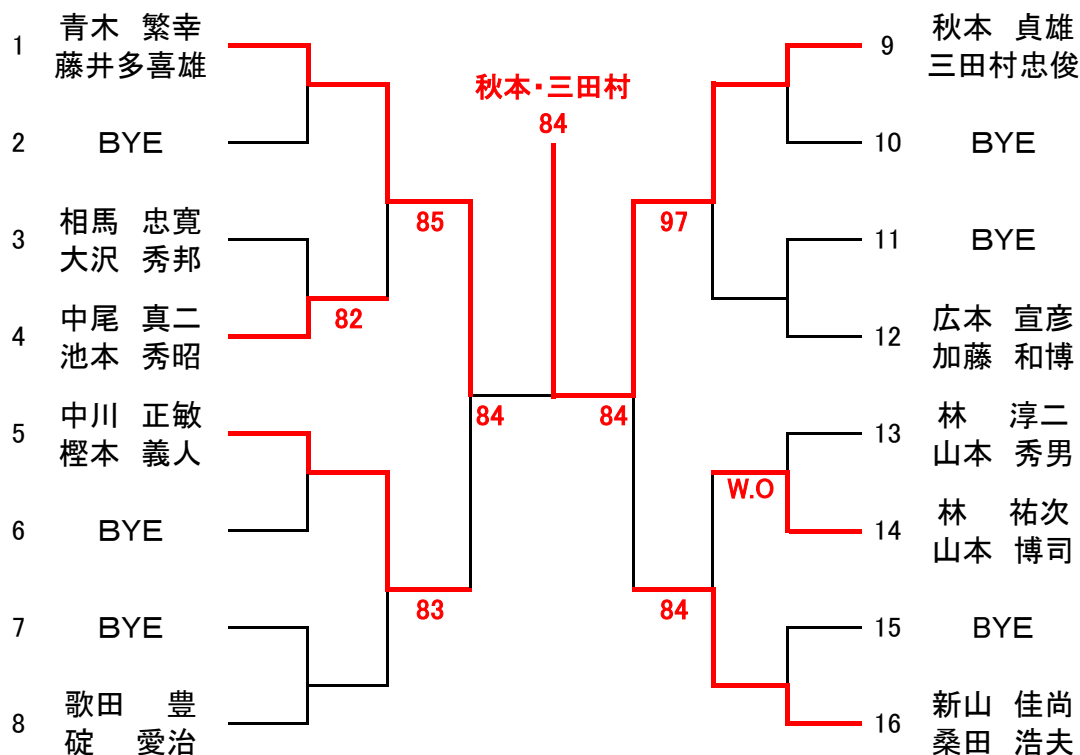 1 青木 繁幸
藤井多喜雄
2 BYE
3 相馬 忠寛
大沢 秀邦
4 中尾 真二
池本 秀昭
5 中川 正敏
樫本 義人
6 BYE
7 BYE
8 歌田 豊
碇 愛治
85
82
83
84
秋本・三田村
84
84
97
W.O
84
9 秋本 貞雄
三田村忠俊
10 BYE
11 BYE
12 広本 宣彦
加藤 和博
13 林 淳二
山本 秀男
14 林 祐次
山本 博司
15 BYE
16 新山 佳尚
桑田 浩夫